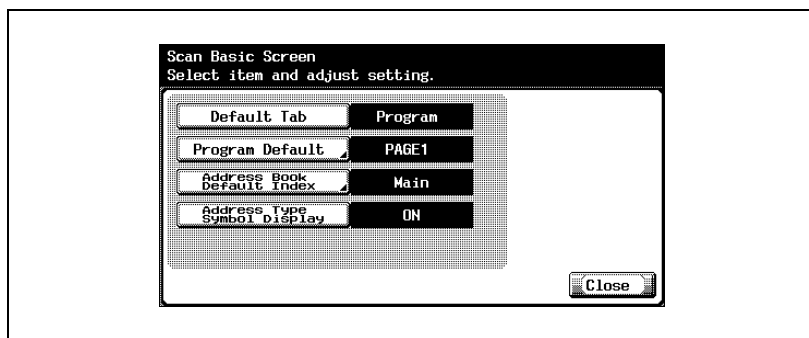 Scan Basic Screen
Select item and adjust setting.
Default Tab Program
Program Default PAGE1
Address Book
Default Index Main
Address Type
Symbol Display ON
Close